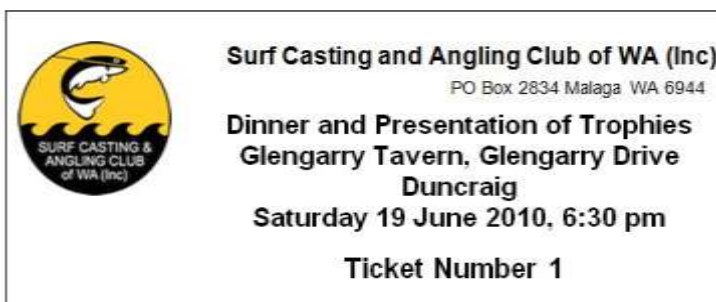 Surf Casting and Angling Club of WA (Inc)
PO Box 2834 Malaga WA 6944
SURF CASTING &
ANGLING CLUB
of WA (Inc)
Dinner and Presentation of Trophies
Glengarry Tavern, Glengarry Drive
Duncraig
Saturday 19 June 2010, 6:30 pm
Ticket Number 1